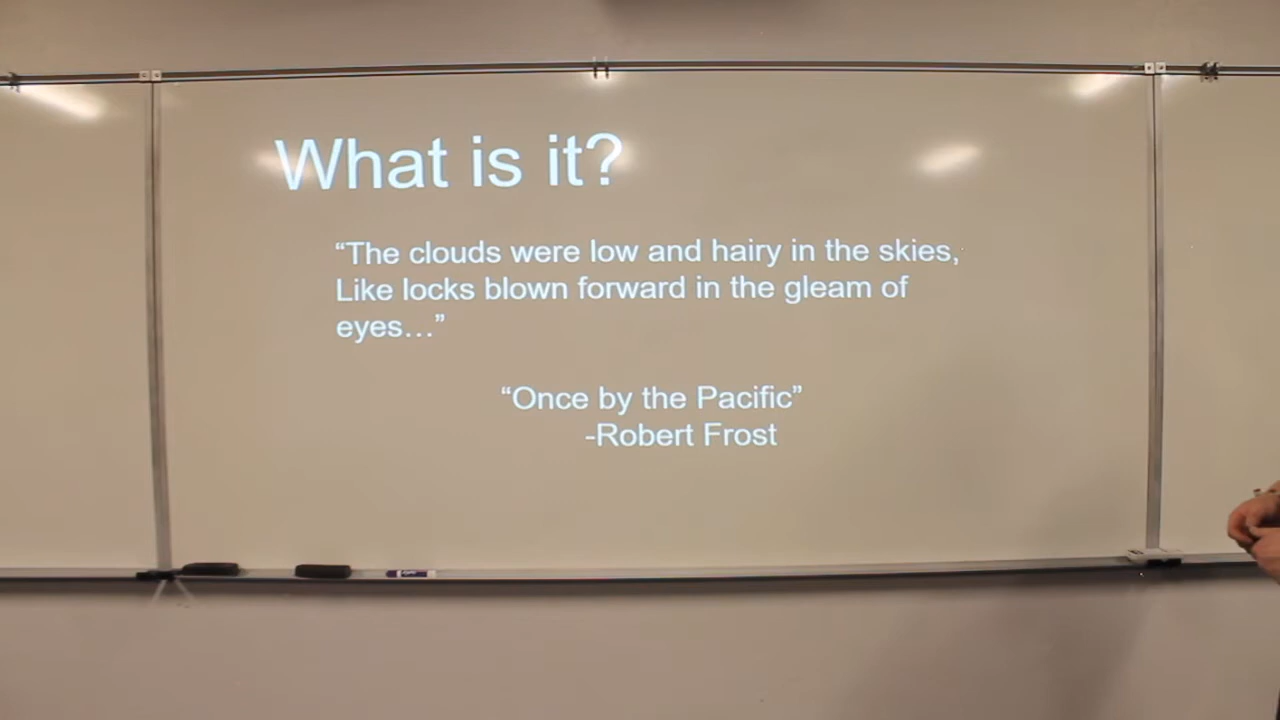 What is it?
“The clouds were low and hairy in the skies,
Like locks blown forward in the gleam of
eyes…”
“Once by the Pacific”
-Robert Frost